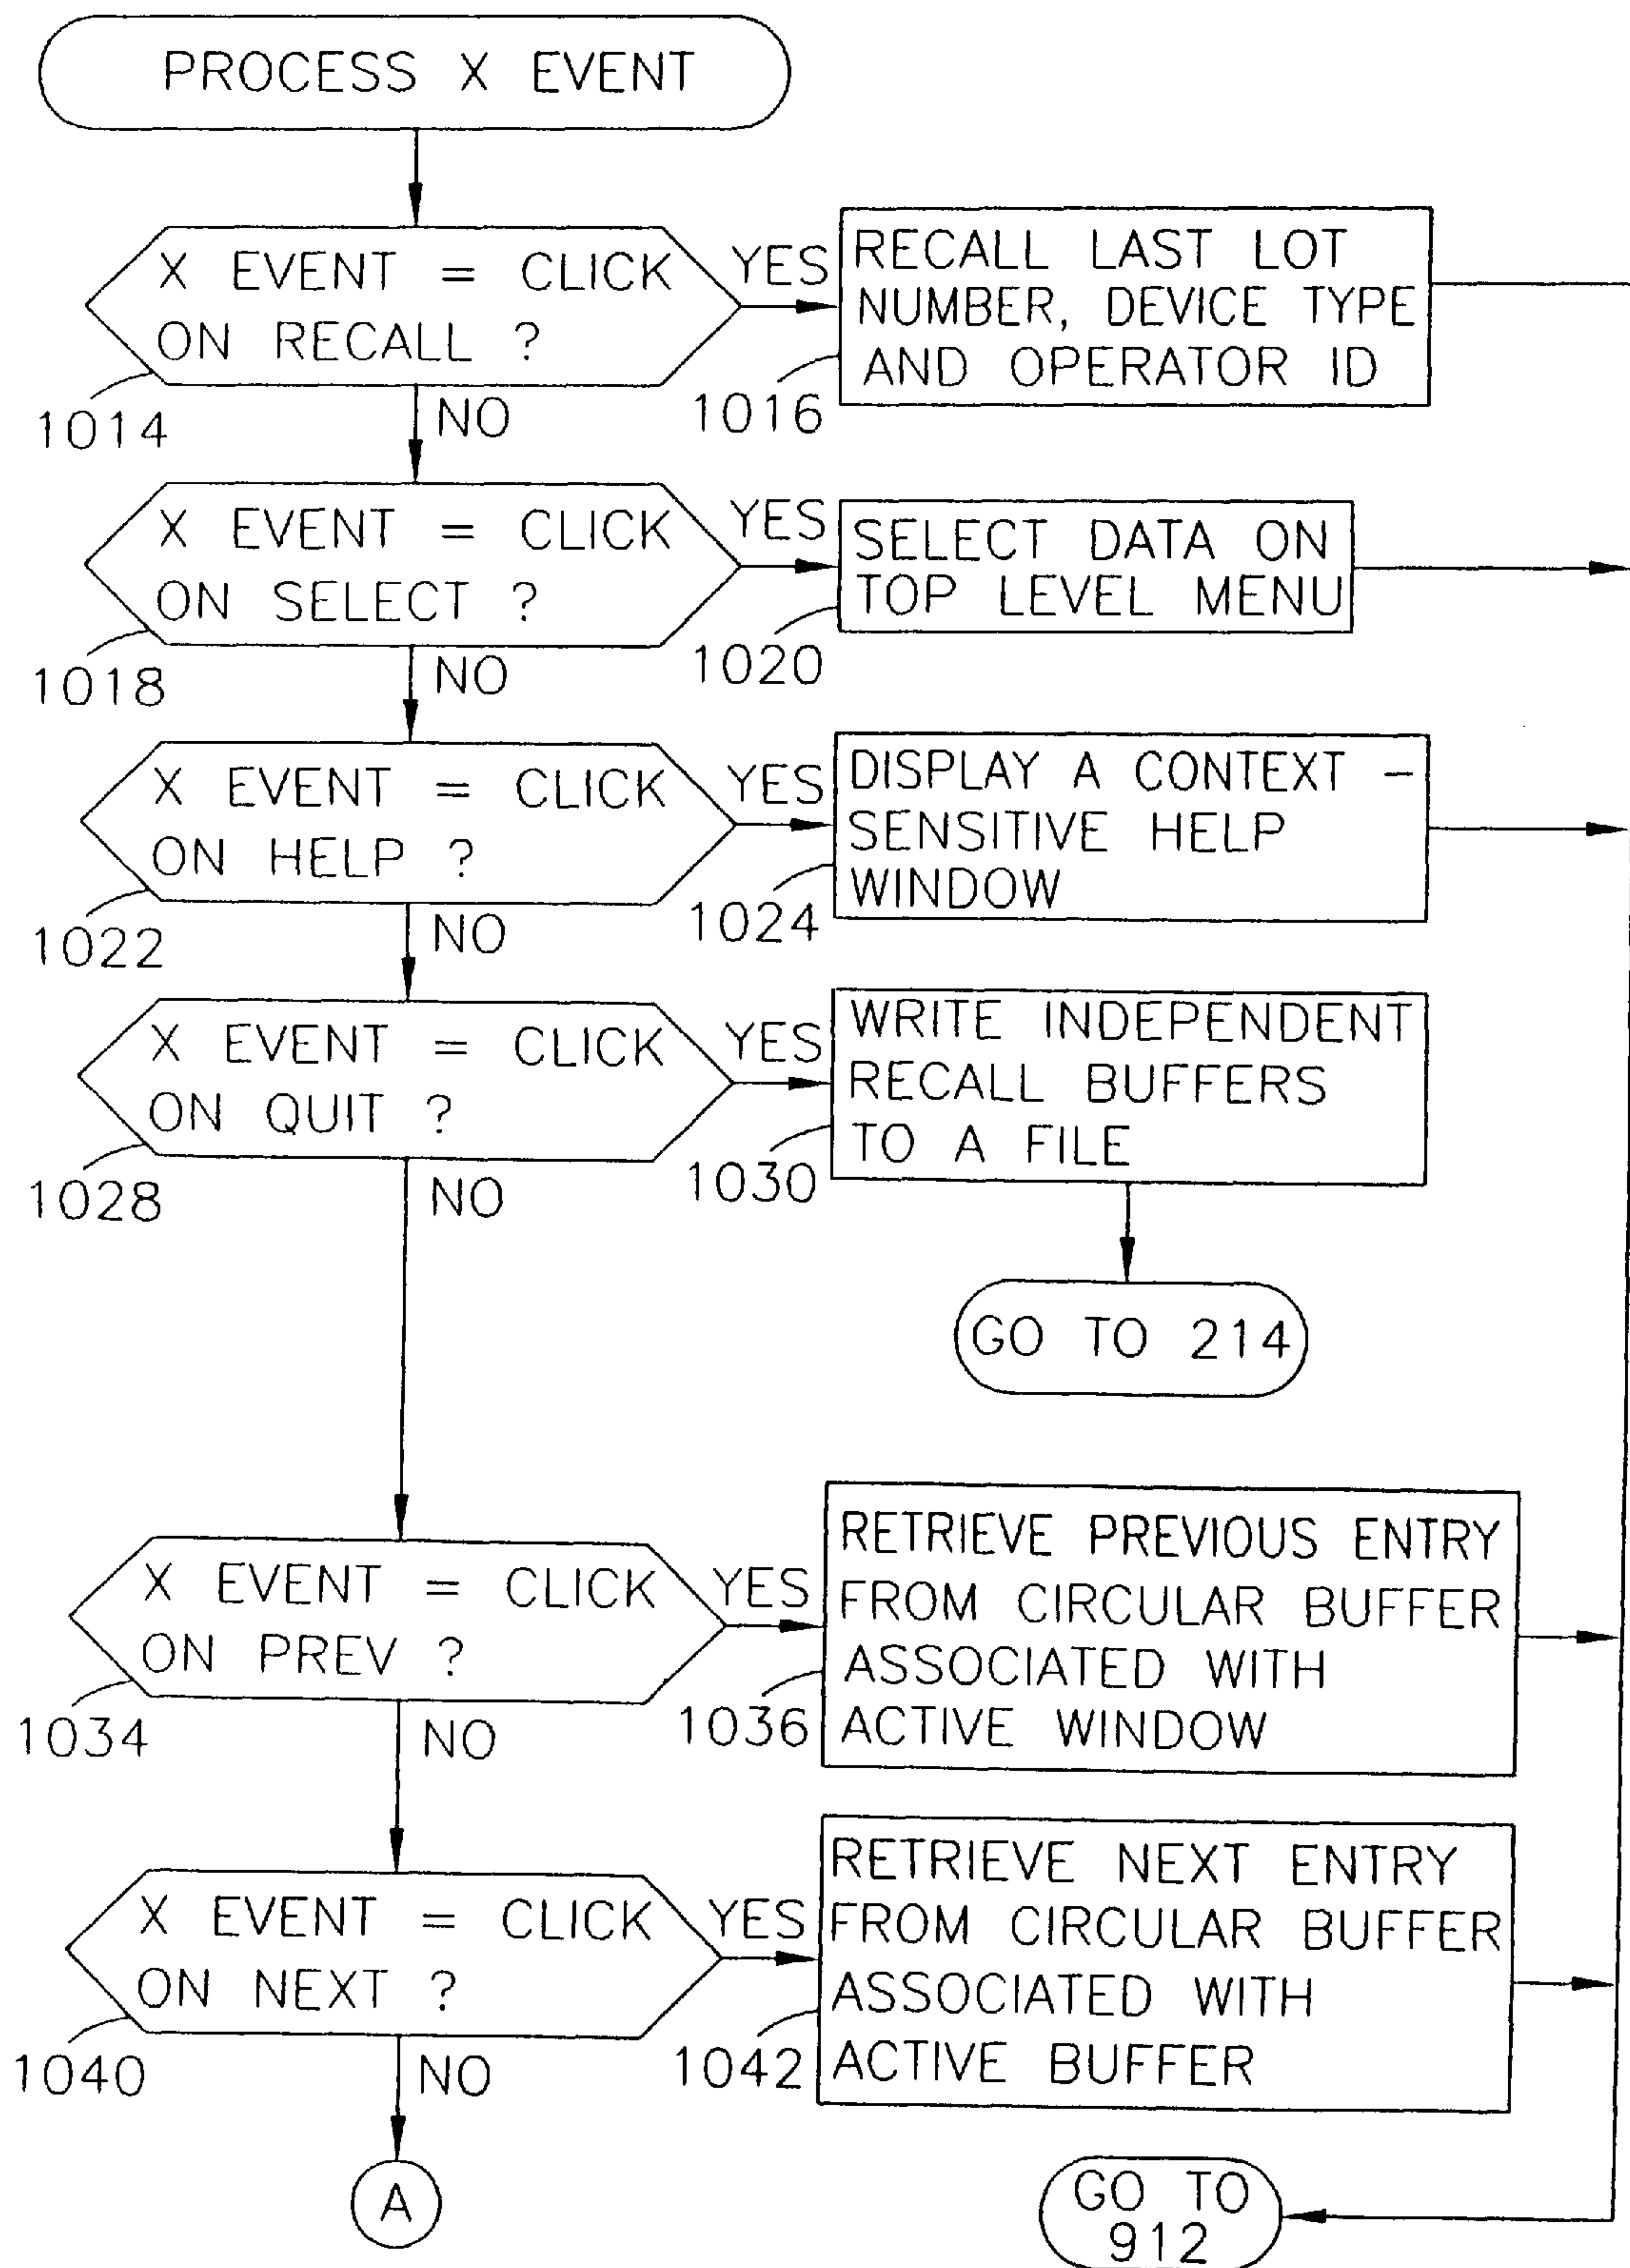 PROCESS X EVENT
X EVENT = CLICK
ON RECALL ?
YES
RECALL LAST LOT
NUMBER, DEVICE TYPE
AND OPERATOR ID
1014
NO
1016
X EVENT = CLICK
ON SELECT ?
YES
SELECT DATA ON
TOP LEVEL MENU
1018
NO
1020
X EVENT = CLICK
ON HELP ?
YES
DISPLAY A CONTEXT -
SENSITIVE HELP
WINDOW
1022
NO
1024
X EVENT = CLICK
ON QUIT ?
YES
WRITE INDEPENDENT
RECALL BUFFERS
TO A FILE
1028
NO
1030
GO TO 214
X EVENT = CLICK
ON PREV ?
YES
RETRIEVE PREVIOUS ENTRY
FROM CIRCULAR BUFFER
ASSOCIATED WITH
ACTIVE WINDOW
1034
NO
1036
X EVENT = CLICK
ON NEXT ?
YES
RETRIEVE NEXT ENTRY
FROM CIRCULAR BUFFER
ASSOCIATED WITH
ACTIVE BUFFER
1040
NO
1042
A
GO TO
912